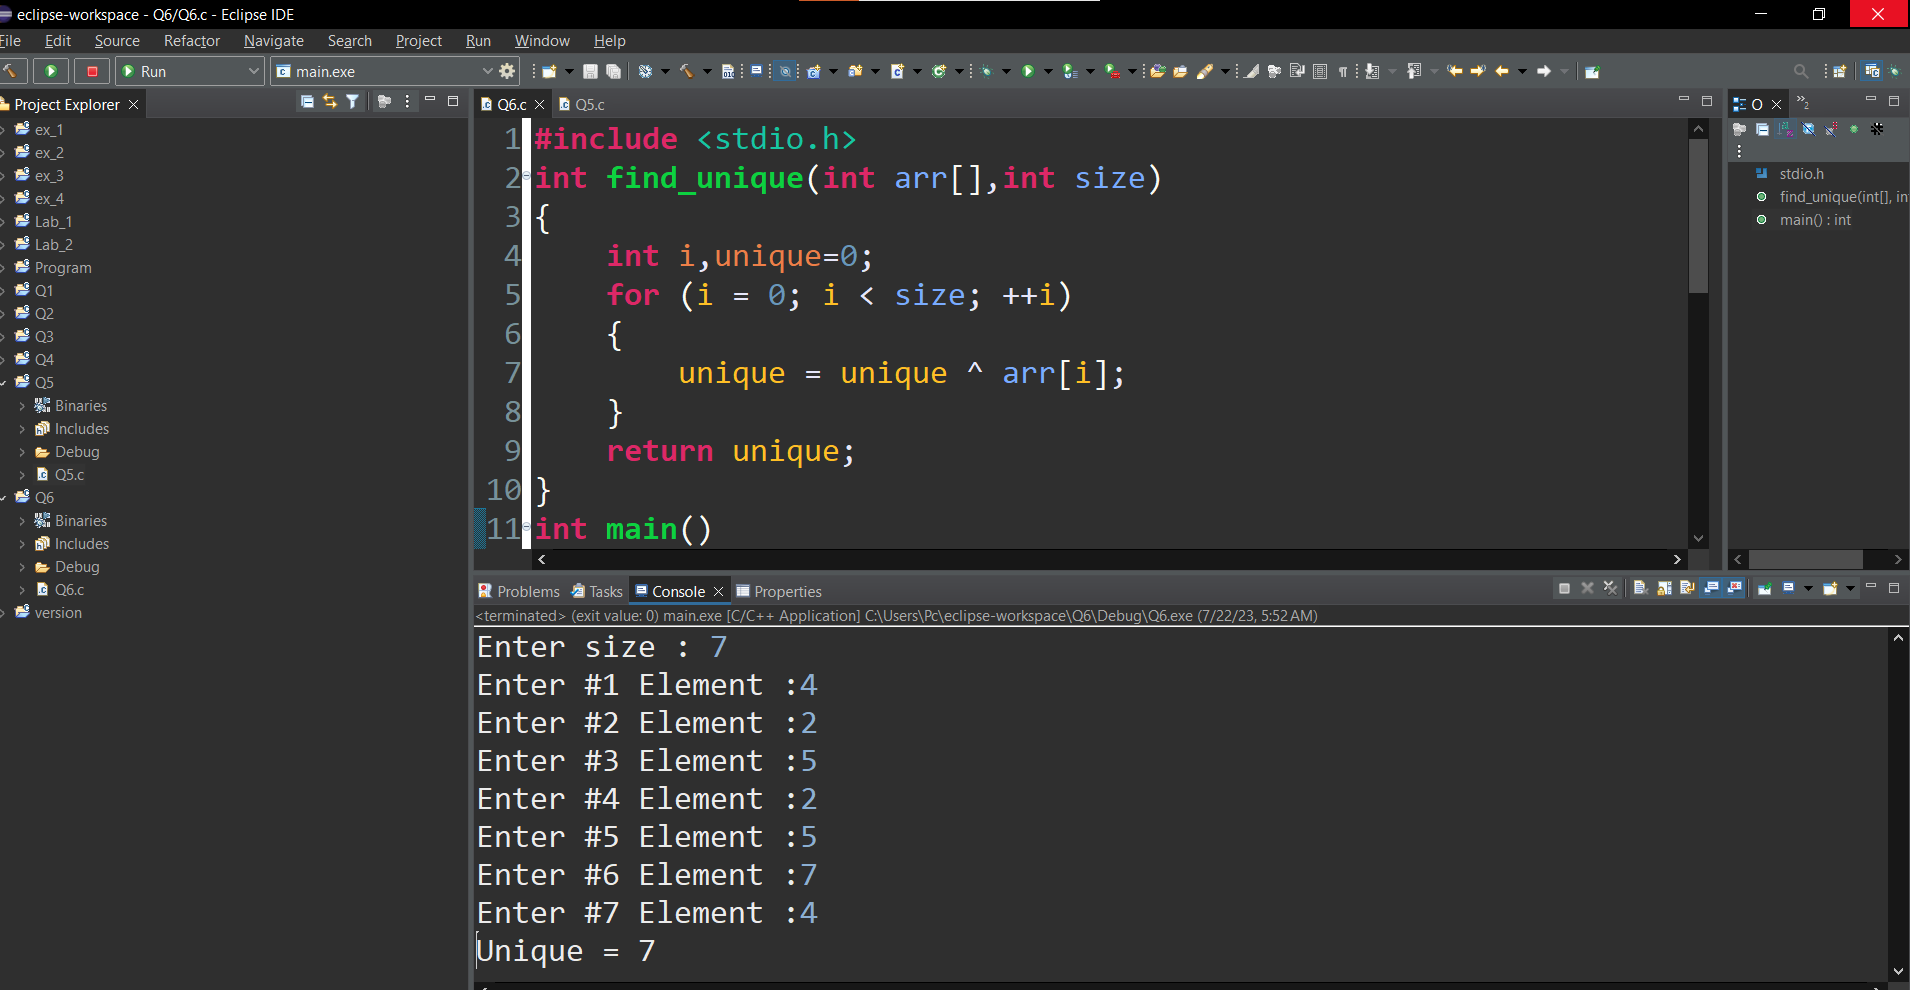 eclipse-workspace - Q6/Q6.c - Eclipse IDE
File Edit Source Refactor Navigate Search Project Run Window Help
Run
main.exe
Project Explorer
ex_1
ex_2
ex_3
ex_4
Lab_1
Lab_2
Program
Q1
Q2
Q3
Q4
Q5
Binaries
Includes
Debug
Q5.c
Q6
Binaries
Includes
Debug
Q6.c
version
Q6.c Q5.c
1 #include <stdio.h>
2 int find_unique(int arr[],int size)
3 {
4 int i,unique=0;
5 for (i = 0; i < size; ++i)
6 {
7 unique = unique ^ arr[i];
8 }
9 return unique;
10 }
11 int main()
O
2
stdio.h
find_unique(int[], in
main() : int
Problems Tasks Console Properties
<terminated> (exit value: 0) main.exe [C/C++ Application] C:\Users\Pc\eclipse-workspace\Q6\Debug\Q6.exe (7/22/23, 5:52 AM)
Enter size : 7
Enter #1 Element :4
Enter #2 Element :2
Enter #3 Element :5
Enter #4 Element :2
Enter #5 Element :5
Enter #6 Element :7
Enter #7 Element :4
Unique = 7